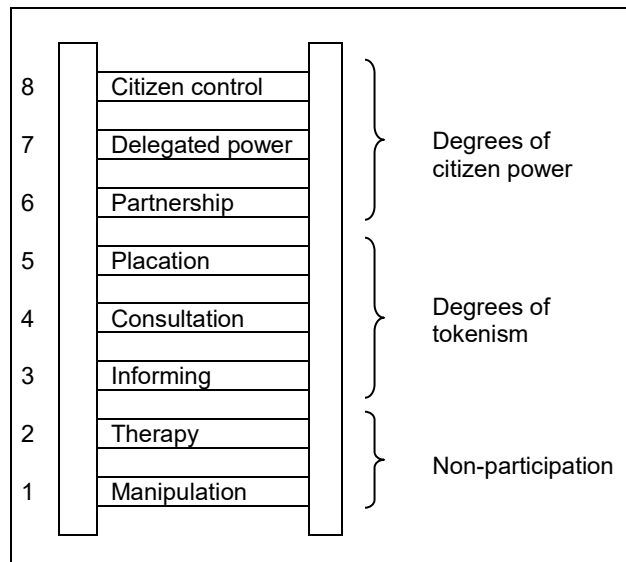 8 Citizen control
7 Delegated power
Degrees of
citizen power
6 Partnership
5 Placation
4 Consultation
Degrees of
tokenism
3 Informing
2 Therapy
Non-participation
1 Manipulation